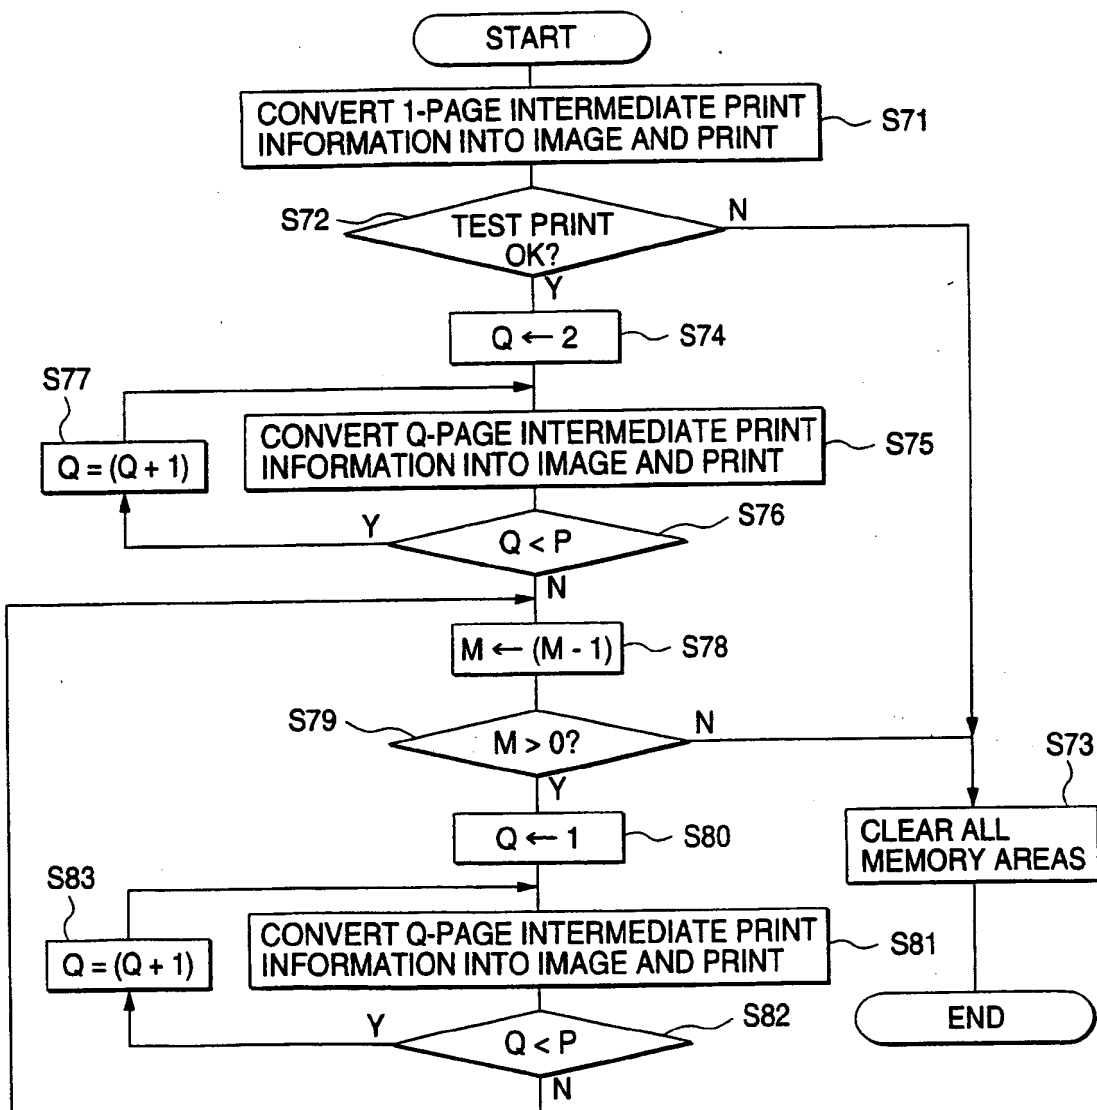 START
CONVERT 1-PAGE INTERMEDIATE PRINT
INFORMATION INTO IMAGE AND PRINT
S71
S72
TEST PRINT
OK?
N
Y
Q ← 2
S74
S77
Q = (Q + 1)
CONVERT Q-PAGE INTERMEDIATE PRINT
INFORMATION INTO IMAGE AND PRINT
S75
Y
Q < P
S76
N
M ← (M - 1)
S78
S79
M > 0?
N
Y
S73
CLEAR ALL
MEMORY AREAS
Q ← 1
S80
S83
Q = (Q + 1)
CONVERT Q-PAGE INTERMEDIATE PRINT
INFORMATION INTO IMAGE AND PRINT
S81
END
Y
Q < P
S82
N